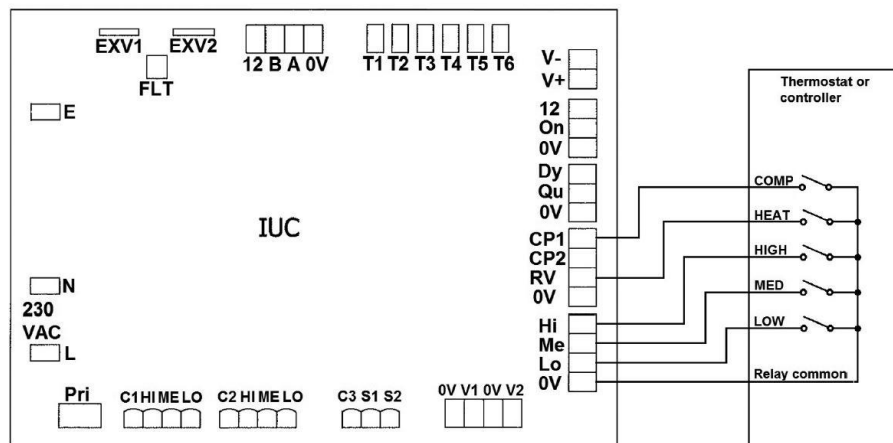 EXV1 EXV2
FLT
12 B A 0V
T1 T2 T3 T4 T5 T6
E
IUC
N
230
VAC
L
Pri
C1 HI ME LO
C2 HI ME LO
C3 S1 S2
0V V1 0V V2
V-
V+
12
On
0V
Dy
Qu
0V
CP1
CP2
RV
0V
Hi
Me
Lo
0V
Thermostat or
controller
COMP
HEAT
HIGH
MED
LOW
Relay common